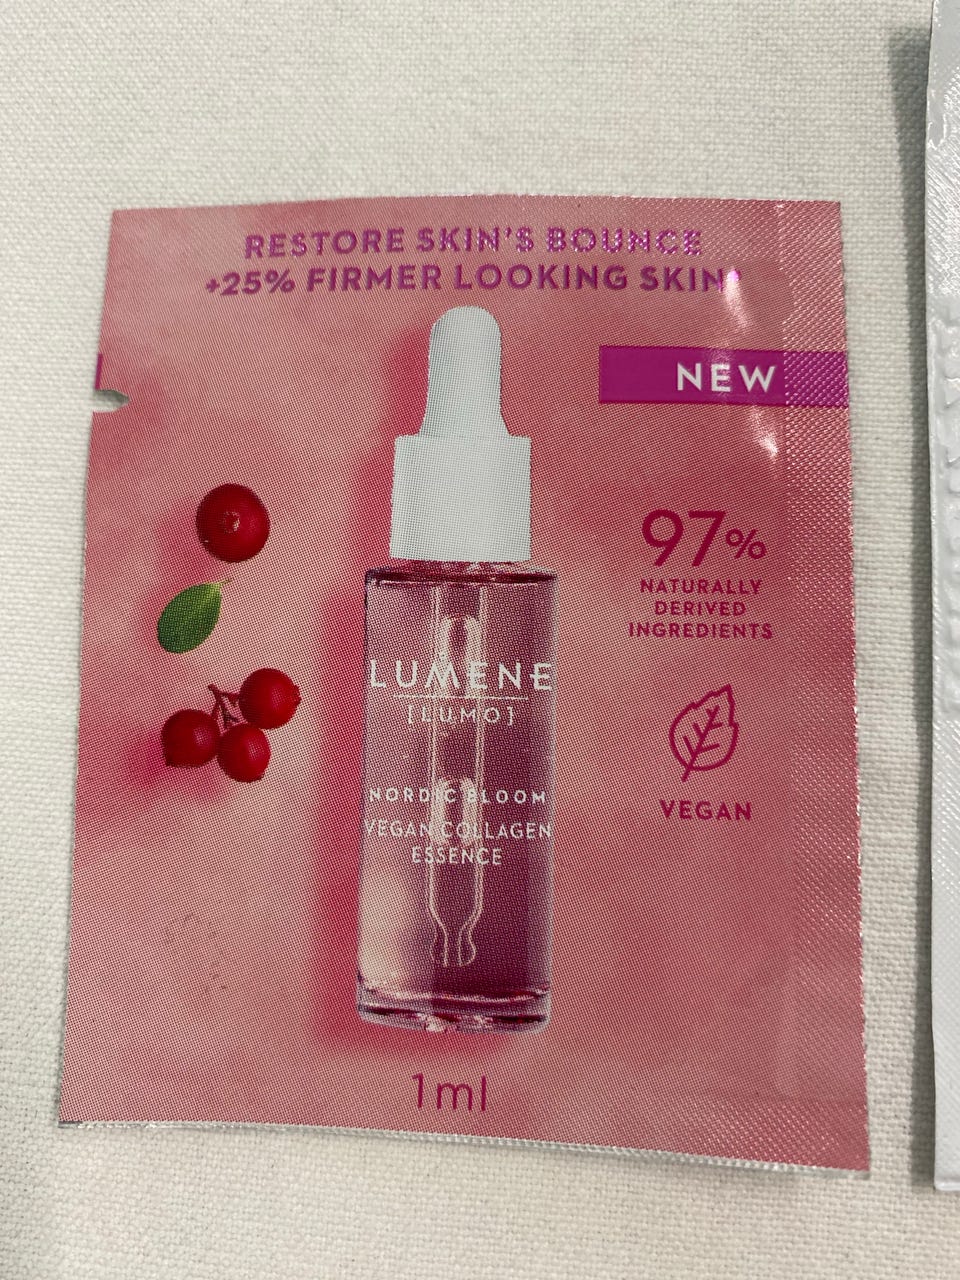 RESTORE SKIN'S BOUNCE
+25% FIRMER LOOKING SKIN*
NEW
97%
NATURALLY
DERIVED
INGREDIENTS
LUMENE
[LUMO]
NORDIC BLOOM
VEGAN COLLAGEN
ESSENCE
VEGAN
1ml